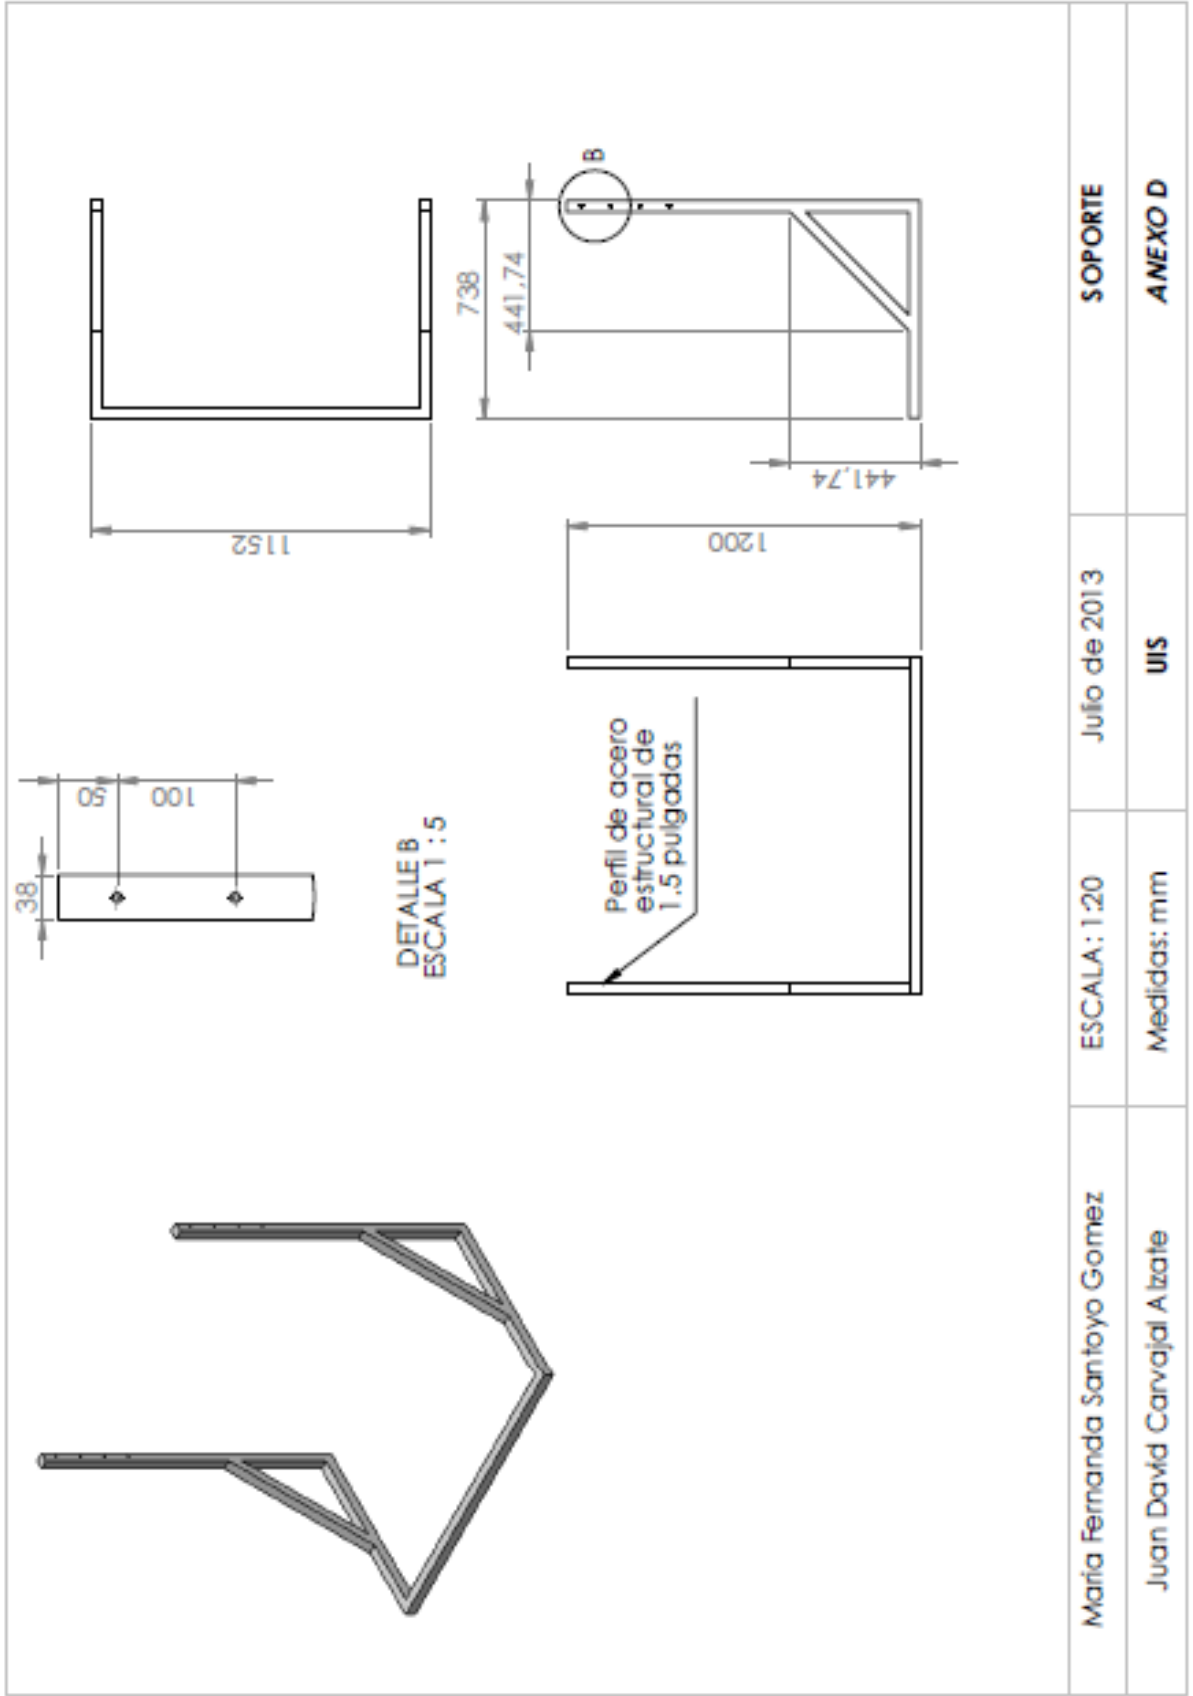 38
50
100
DETALLE B
ESCALA 1 : 5
1152
738
441,74
B
441,74
1200
Perfil de acero
estructural de
1.5 pulgadas
Maria Fernanda Santoyo Gomez
ESCALA: 1:20
Julio de 2013
SOPORTE
Juan David Carvajal Alzate
Medidas: mm
UIS
ANEXO D